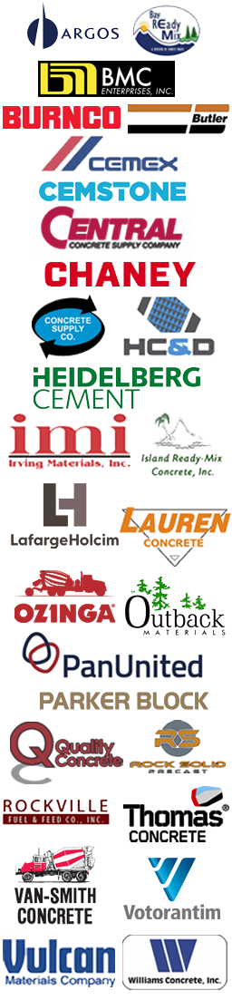 ARGOS
Bay
Ready
Mix
BMC
ENTERPRISES, INC.
BURNCO
Butler
CEMEX
CEMSTONE
CENTRAL
CONCRETE SUPPLY COMPANY
CHANEY
CONCRETE
SUPPLY
CO.
HC&D
HEIDELBERG
CEMENT
imi
Irving Materials, Inc.
Island Ready-Mix
Concrete, Inc.
LH
LafargeHolcim
LAUREN
CONCRETE
OZINGA
Outback
MATERIALS
PanUnited
PARKER BLOCK
Quality
Concrete
RS
ROCK SOLID
PRECAST
ROCKVILLE
FUEL & FEED CO., INC.
Thomas
CONCRETE
VAN-SMITH
CONCRETE
Votorantim
Vulcan
Materials Company
Williams Concrete, Inc.